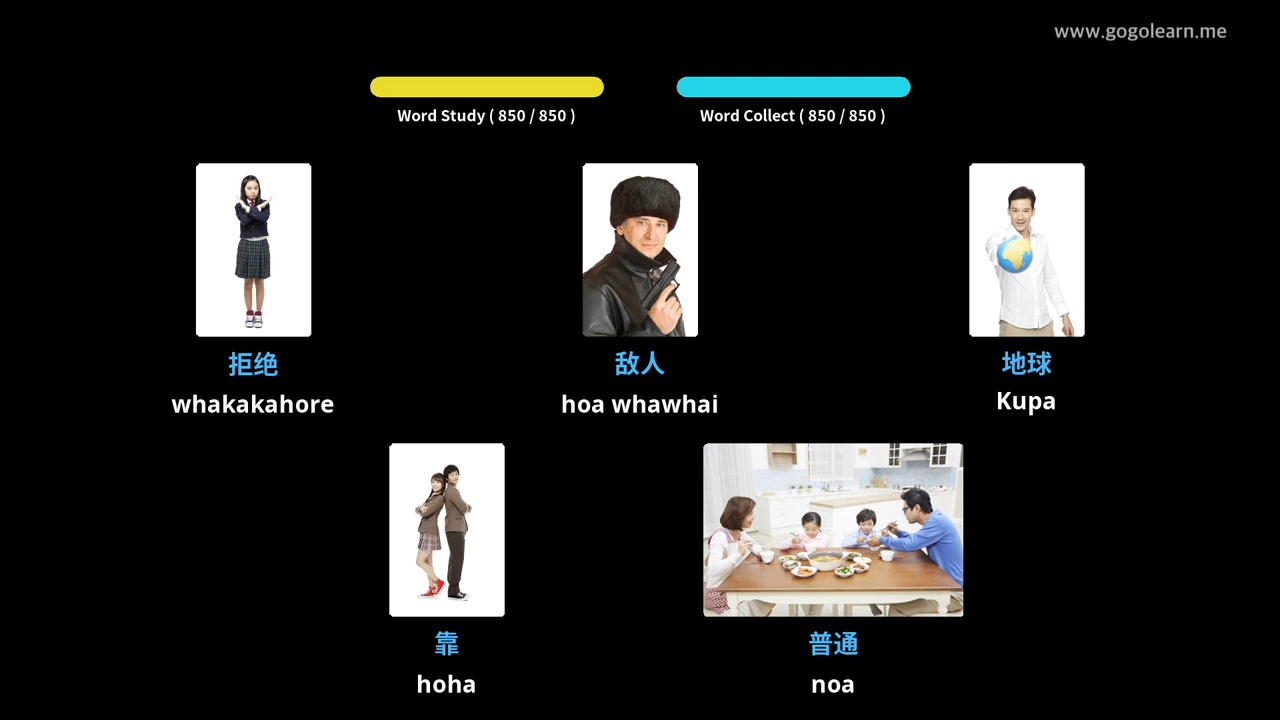 www.gogolearn.me
Word Study ( 850 / 850 )
Word Collect ( 850 / 850 )
拒绝
whakakahore
敌人
hoa whawhai
地球
Kupa
靠
hoha
普通
noa